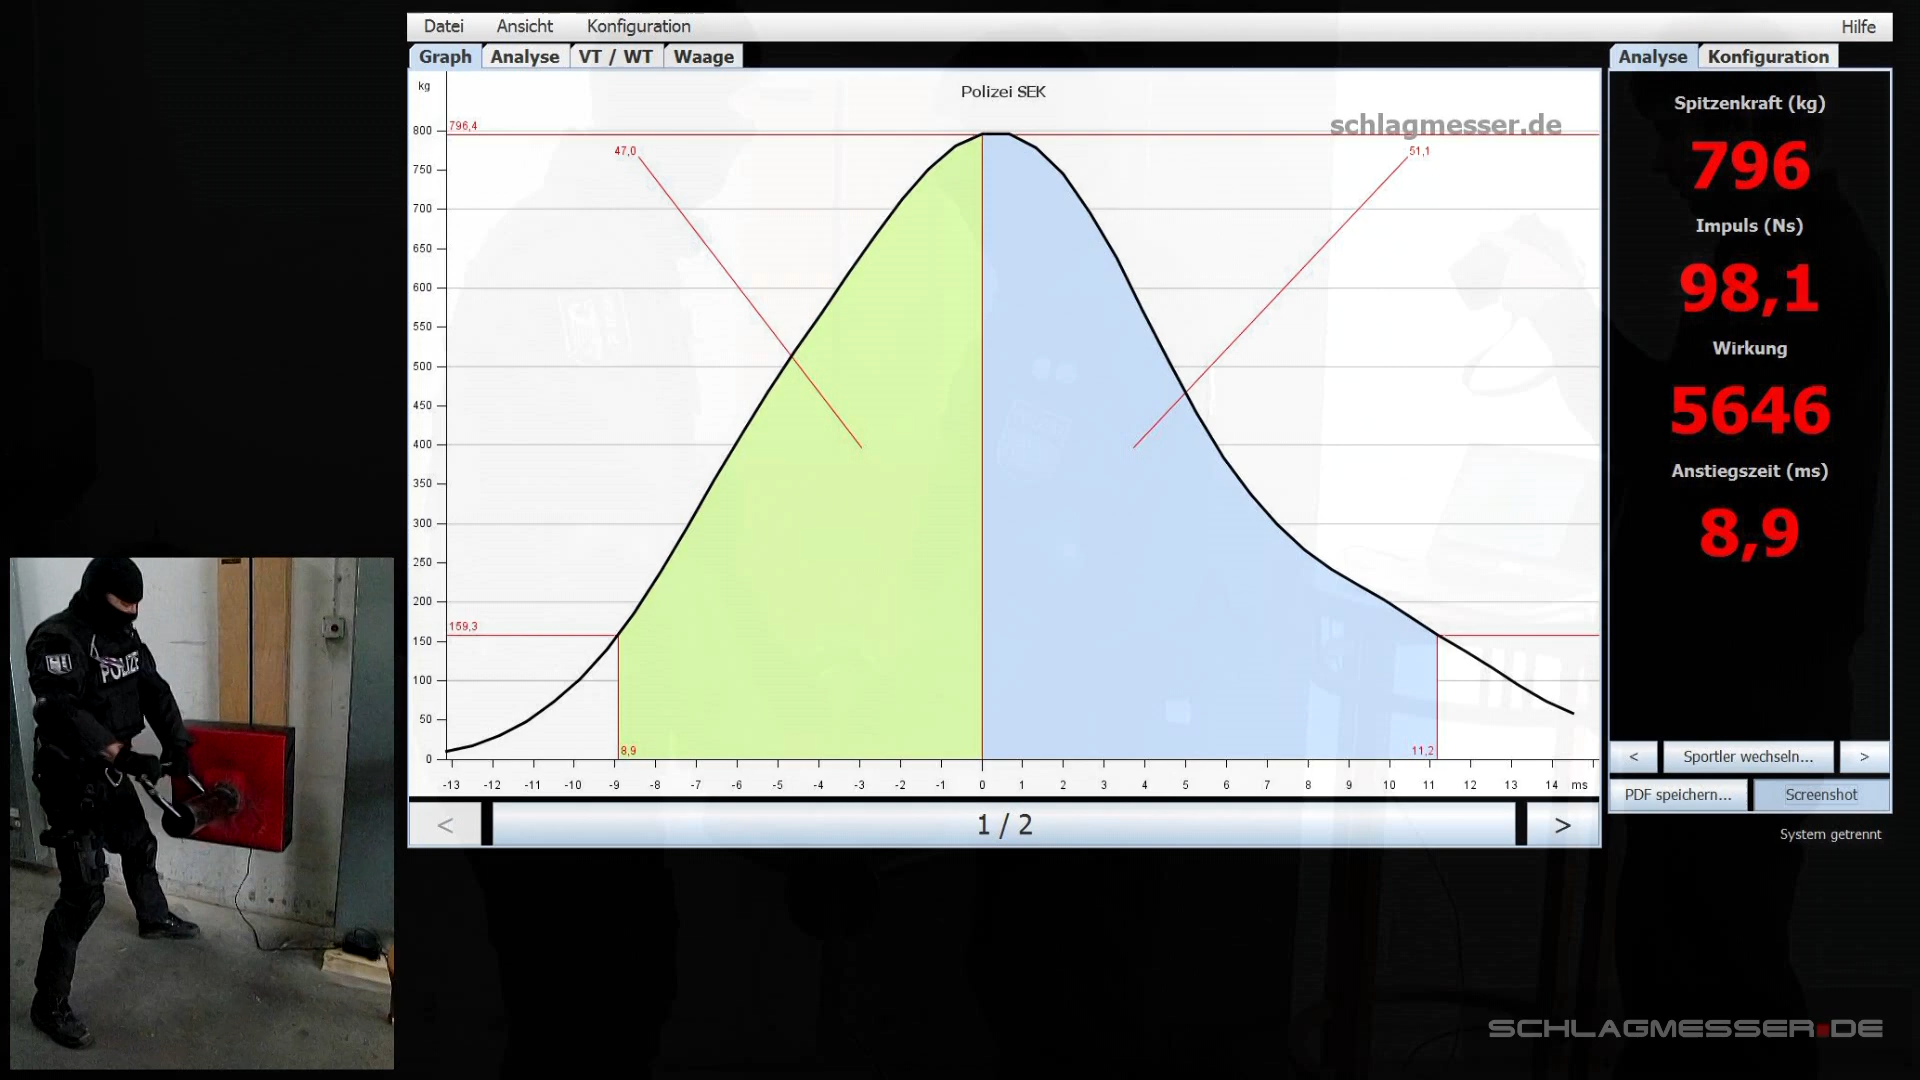 Datei Ansicht Konfiguration Hilfe
Graph Analyse VT / WT Waage
Analyse Konfiguration
kg
Polizei SEK
schlagmesser.de
796,4
47,0
51,1
159,3
8,9
11,2
800
750
700
650
600
550
500
450
400
350
300
250
200
150
100
50
0
-13 -12 -11 -10 -9 -8 -7 -6 -5 -4 -3 -2 -1 0 1 2 3 4 5 6 7 8 9 10 11 12 13 14 ms
< 1 / 2 >
Spitzenkraft (kg)
796
Impuls (Ns)
98,1
Wirkung
5646
Anstiegszeit (ms)
8,9
< Sportler wechseln... >
PDF speichern... Screenshot
System getrennt
POLIZEI
SCHLAGMESSER.DE